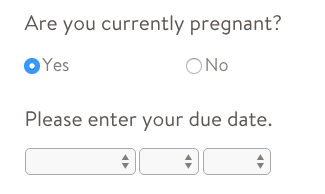 Are you currently pregnant?
Yes No
Please enter your due date.